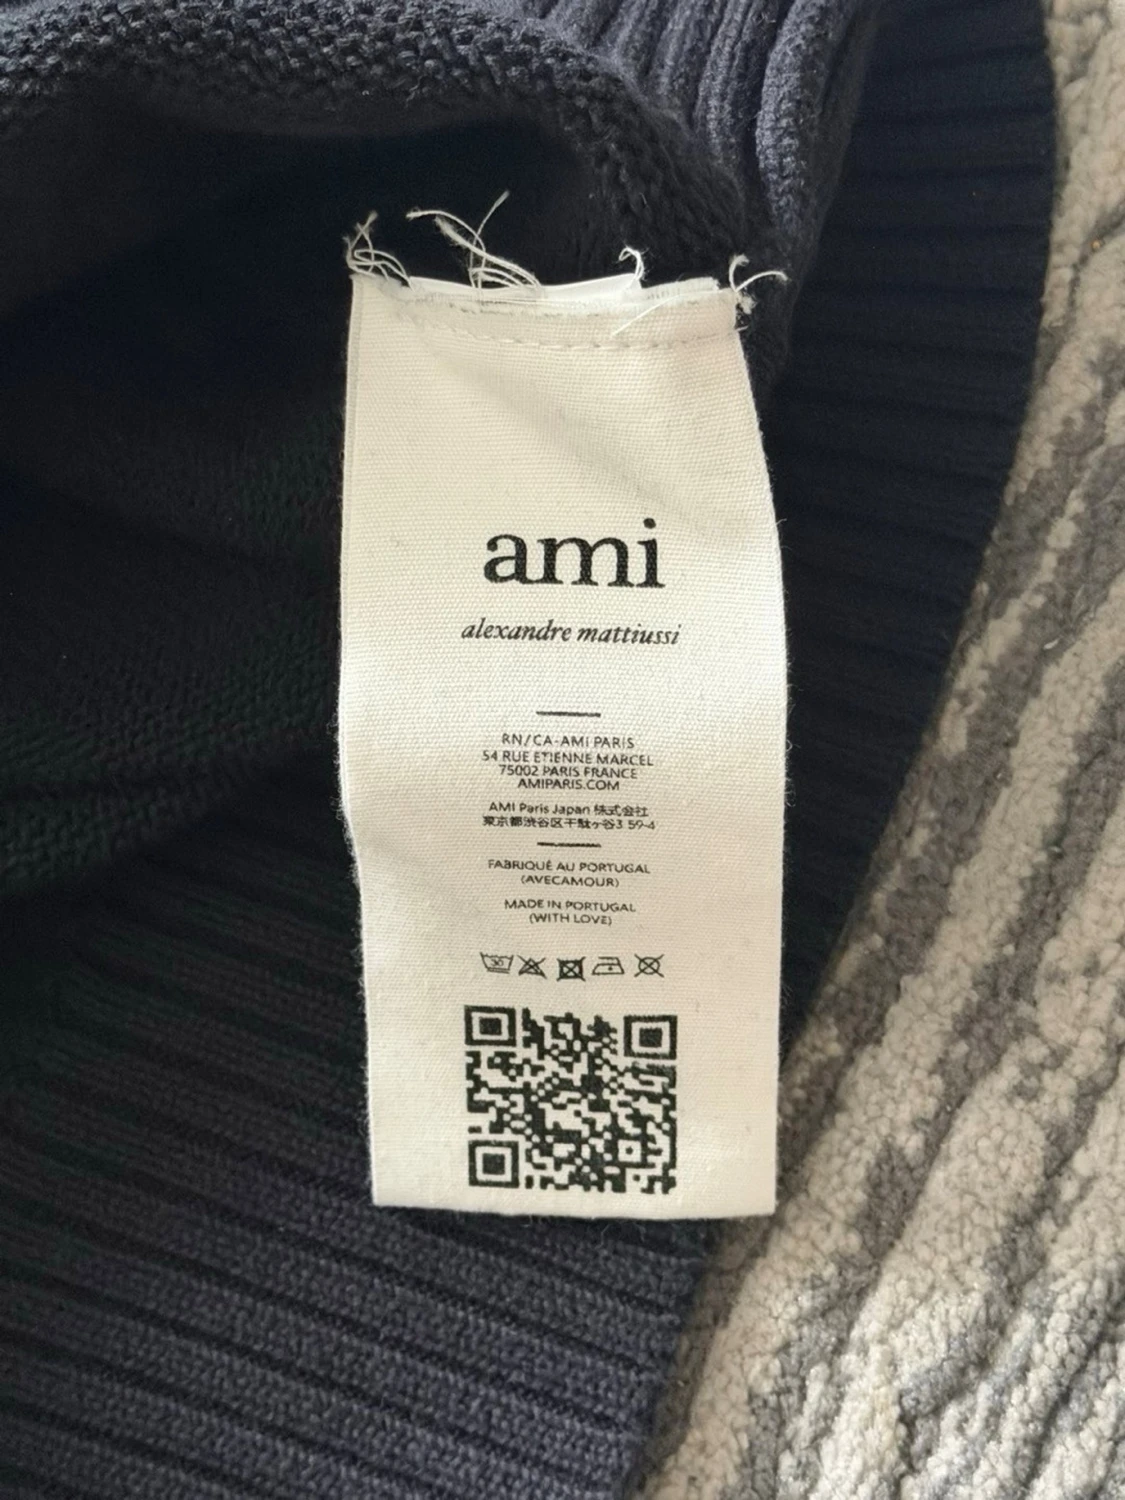 ami
alexandre mattiussi
RN/CA-AMI PARIS
54 RUE ETIENNE MARCEL
75002 PARIS FRANCE
AMIPARIS.COM
AMI Paris Japan 株式会社
東京都渋谷区千駄ヶ谷3 59-4
FABRIQUÉ AU PORTUGAL
(AVECAMOUR)
MADE IN PORTUGAL
(WITH LOVE)
30